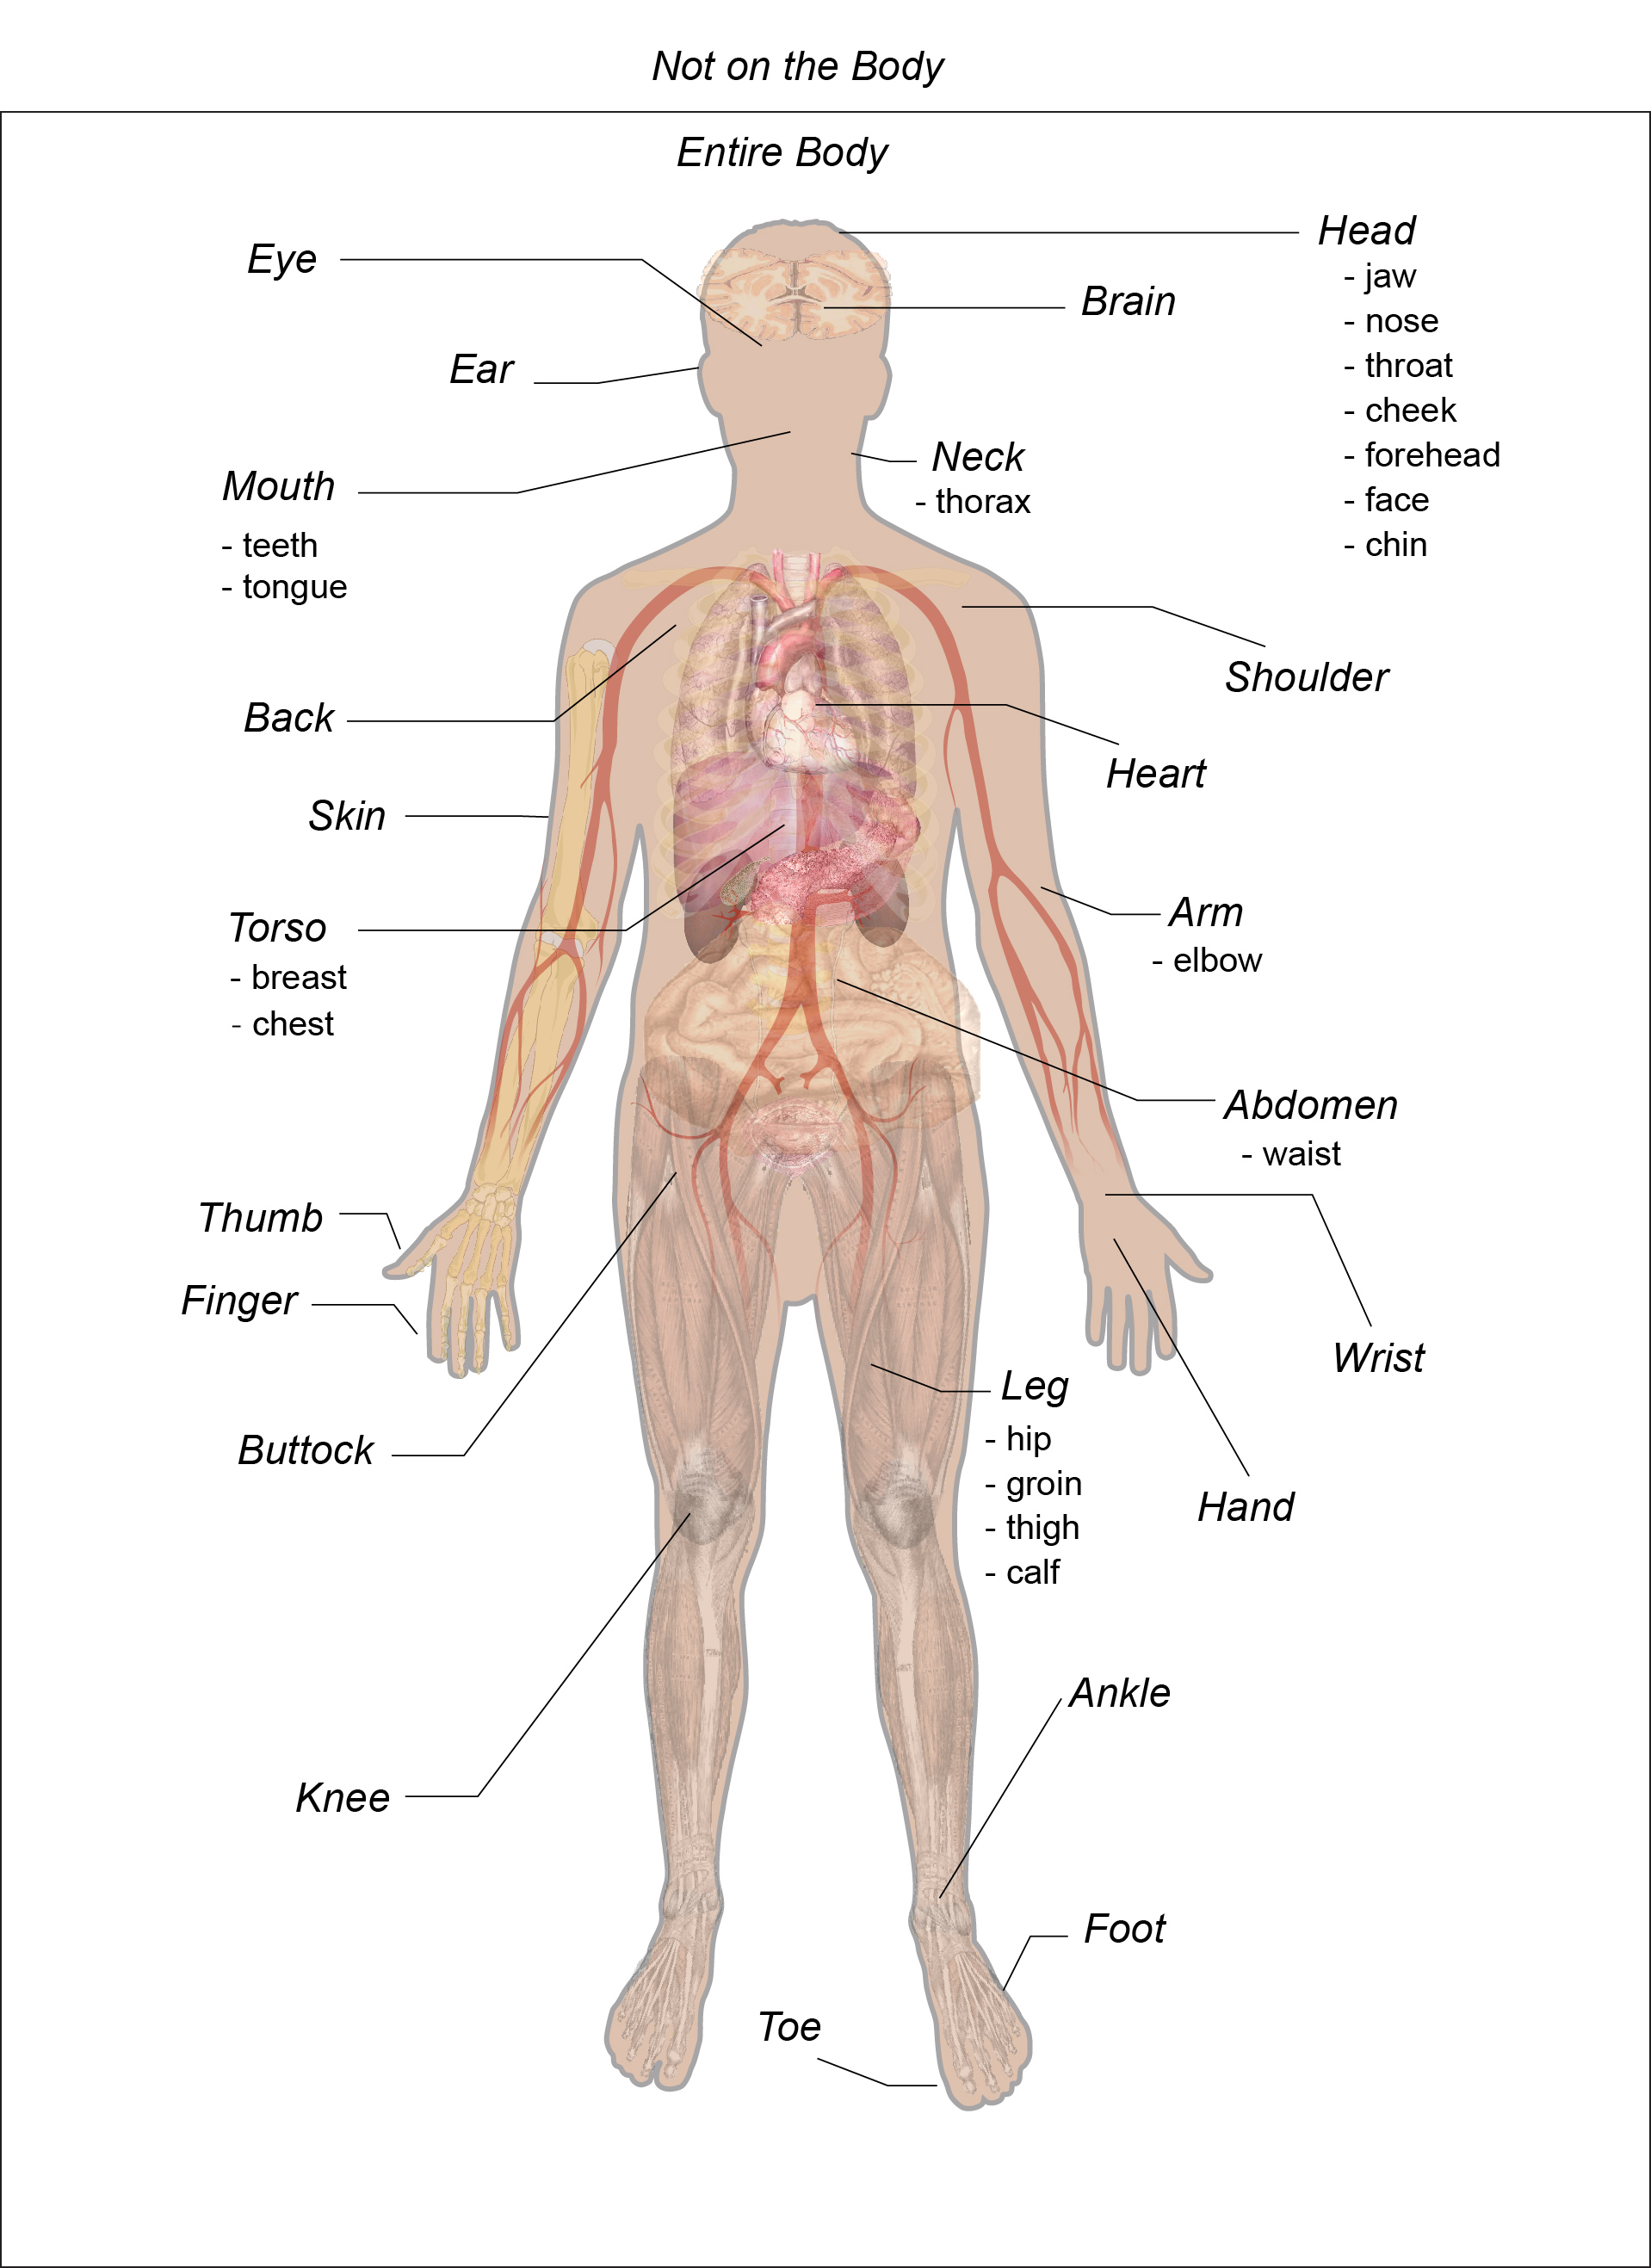 Not on the Body
Entire Body
Eye
Ear
Mouth
- teeth
- tongue
Back
Skin
Torso
- breast
- chest
Thumb
Finger
Buttock
Knee
Head
- jaw
- nose
- throat
- cheek
- forehead
- face
- chin
Brain
Neck
- thorax
Shoulder
Heart
Arm
- elbow
Abdomen
- waist
Wrist
Hand
Leg
- hip
- groin
- thigh
- calf
Ankle
Foot
Toe